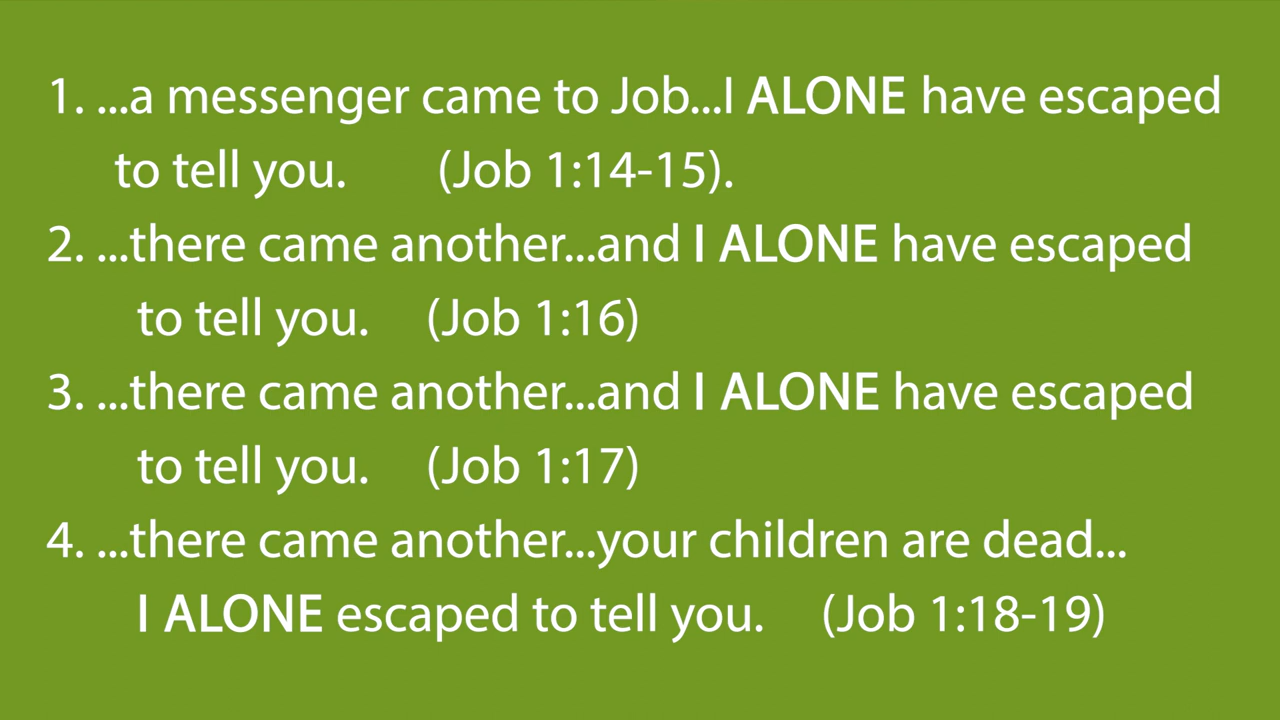 1. ...a messenger came to Job...I ALONE have escaped
to tell you. (Job 1:14-15).
2. ...there came another...and I ALONE have escaped
to tell you. (Job 1:16)
3. ...there came another...and I ALONE have escaped
to tell you. (Job 1:17)
4. ...there came another...your children are dead...
I ALONE escaped to tell you. (Job 1:18-19)